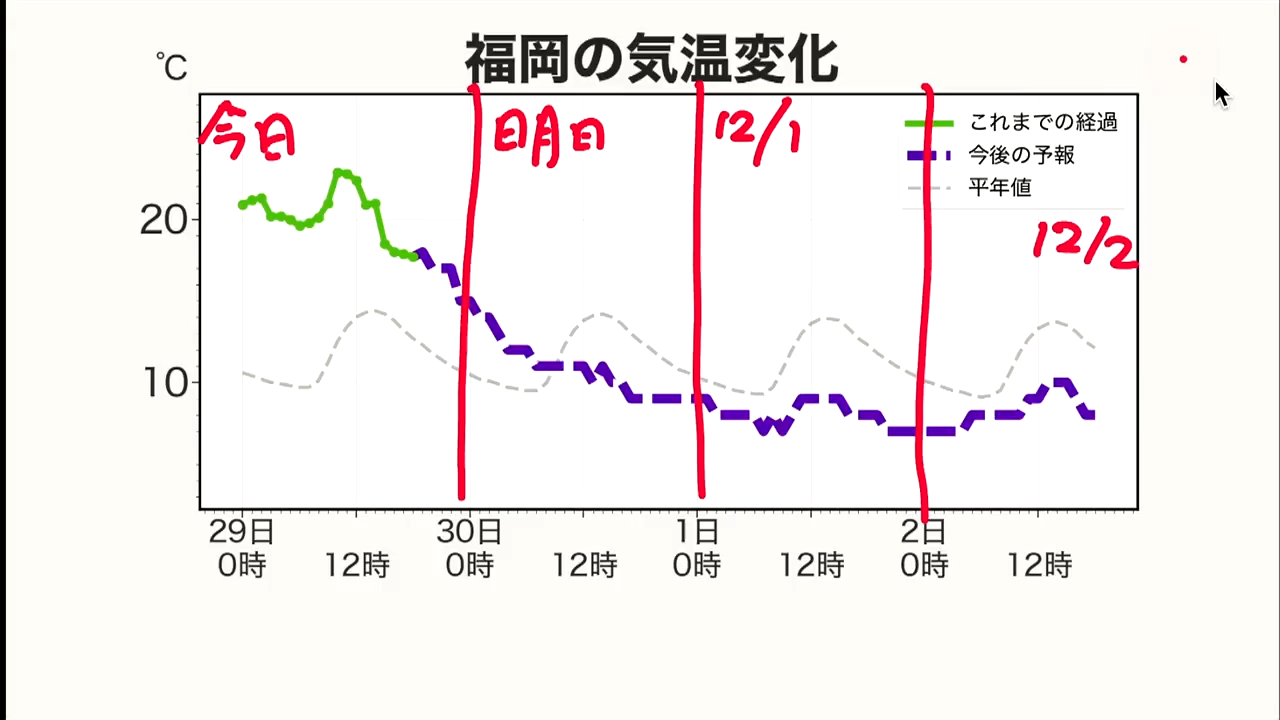 福岡の気温変化
℃
今日
日月日
12/1
これまでの経過
今後の予報
平年値
12/2
20
10
29日 30日 1日 2日
0時 12時 0時 12時 0時 12時 0時 12時